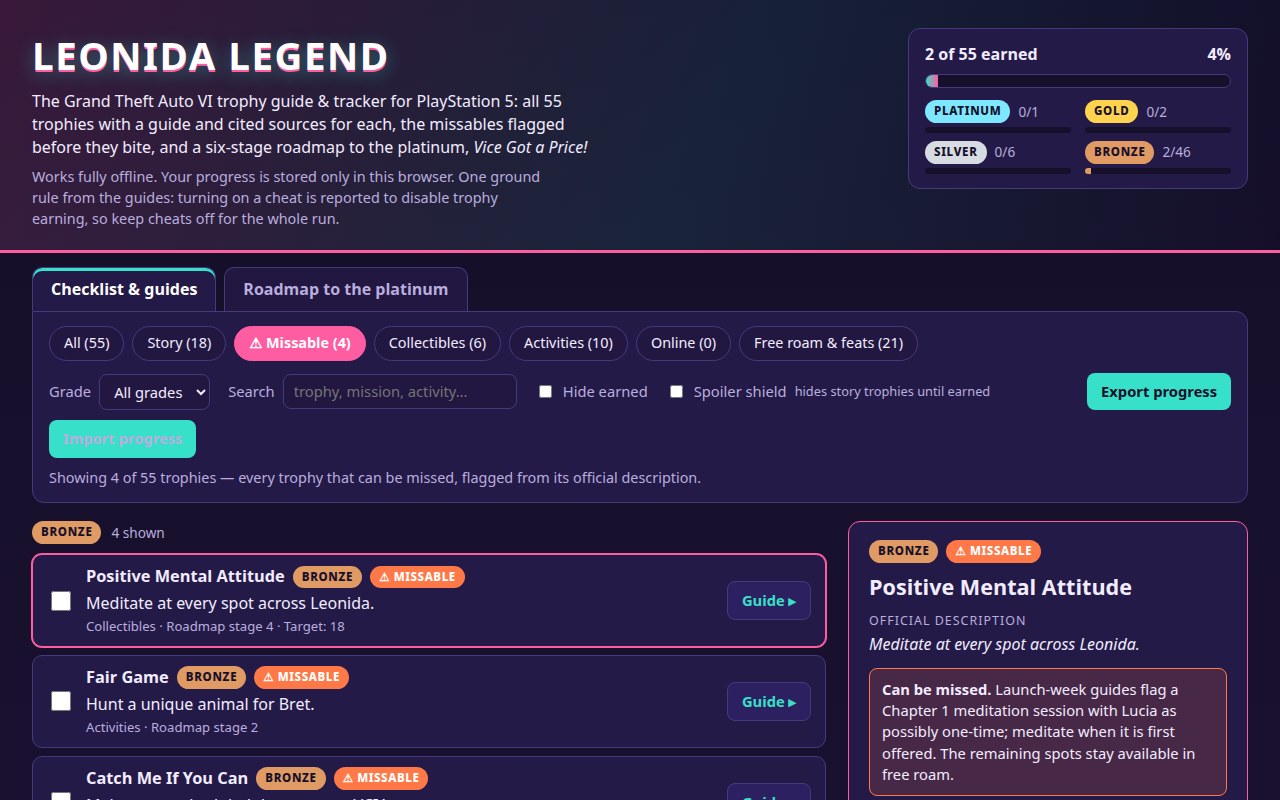 LEONIDA LEGEND
The Grand Theft Auto VI trophy guide & tracker for PlayStation 5: all 55
trophies with a guide and cited sources for each, the missables flagged
before they bite, and a six-stage roadmap to the platinum, Vice Got a Price!
Works fully offline. Your progress is stored only in this browser. One ground
rule from the guides: turning on a cheat is reported to disable trophy
earning, so keep cheats off for the whole run.
2 of 55 earned 4%
PLATINUM 0/1 GOLD 0/2
SILVER 0/6 BRONZE 2/46
Checklist & guides Roadmap to the platinum
All (55) Story (18) ⚠ Missable (4) Collectibles (6) Activities (10) Online (0) Free roam & feats (21)
Grade All grades Search trophy, mission, activity... Hide earned Spoiler shield hides story trophies until earned Export progress
Import progress
Showing 4 of 55 trophies — every trophy that can be missed, flagged from its official description.
BRONZE 4 shown
Positive Mental Attitude BRONZE ⚠ MISSABLE
Meditate at every spot across Leonida.
Collectibles · Roadmap stage 4 · Target: 18
Guide ▸
Fair Game BRONZE ⚠ MISSABLE
Hunt a unique animal for Bret.
Activities · Roadmap stage 2
Guide ▸
Catch Me If You Can BRONZE ⚠ MISSABLE
BRONZE ⚠ MISSABLE
Positive Mental Attitude
OFFICIAL DESCRIPTION
Meditate at every spot across Leonida.
Can be missed. Launch-week guides flag a
Chapter 1 meditation session with Lucia as
possibly one-time; meditate when it is first
offered. The remaining spots stay available in
free roam.